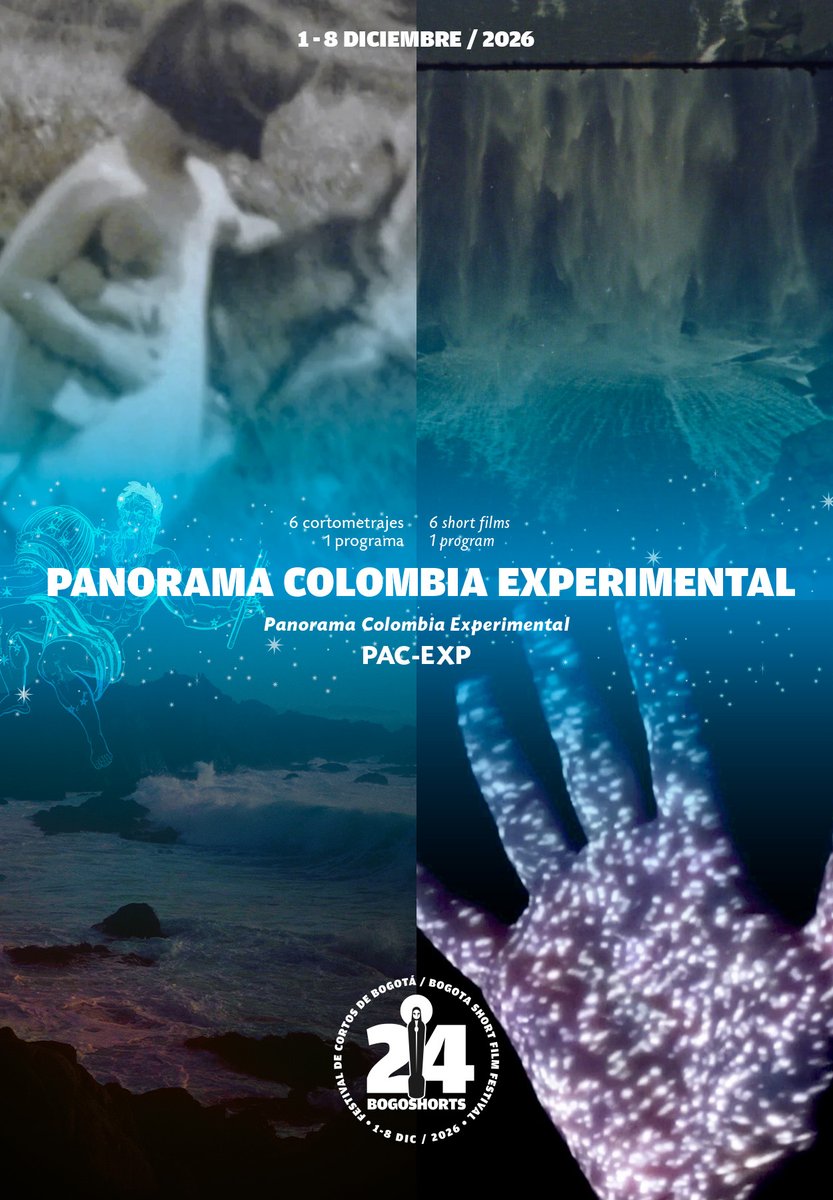 1 - 8 DICIEMBRE / 2026
6 cortometrajes
1 programa
6 short films
1 program
PANORAMA COLOMBIA EXPERIMENTAL
Panorama Colombia Experimental
PAC-EXP
FESTIVAL DE CORTOS DE BOGOTÁ / BOGOTA SHORT FILM FESTIVAL
24
BOGOSHORTS
• 1-8 DIC / 2026 •